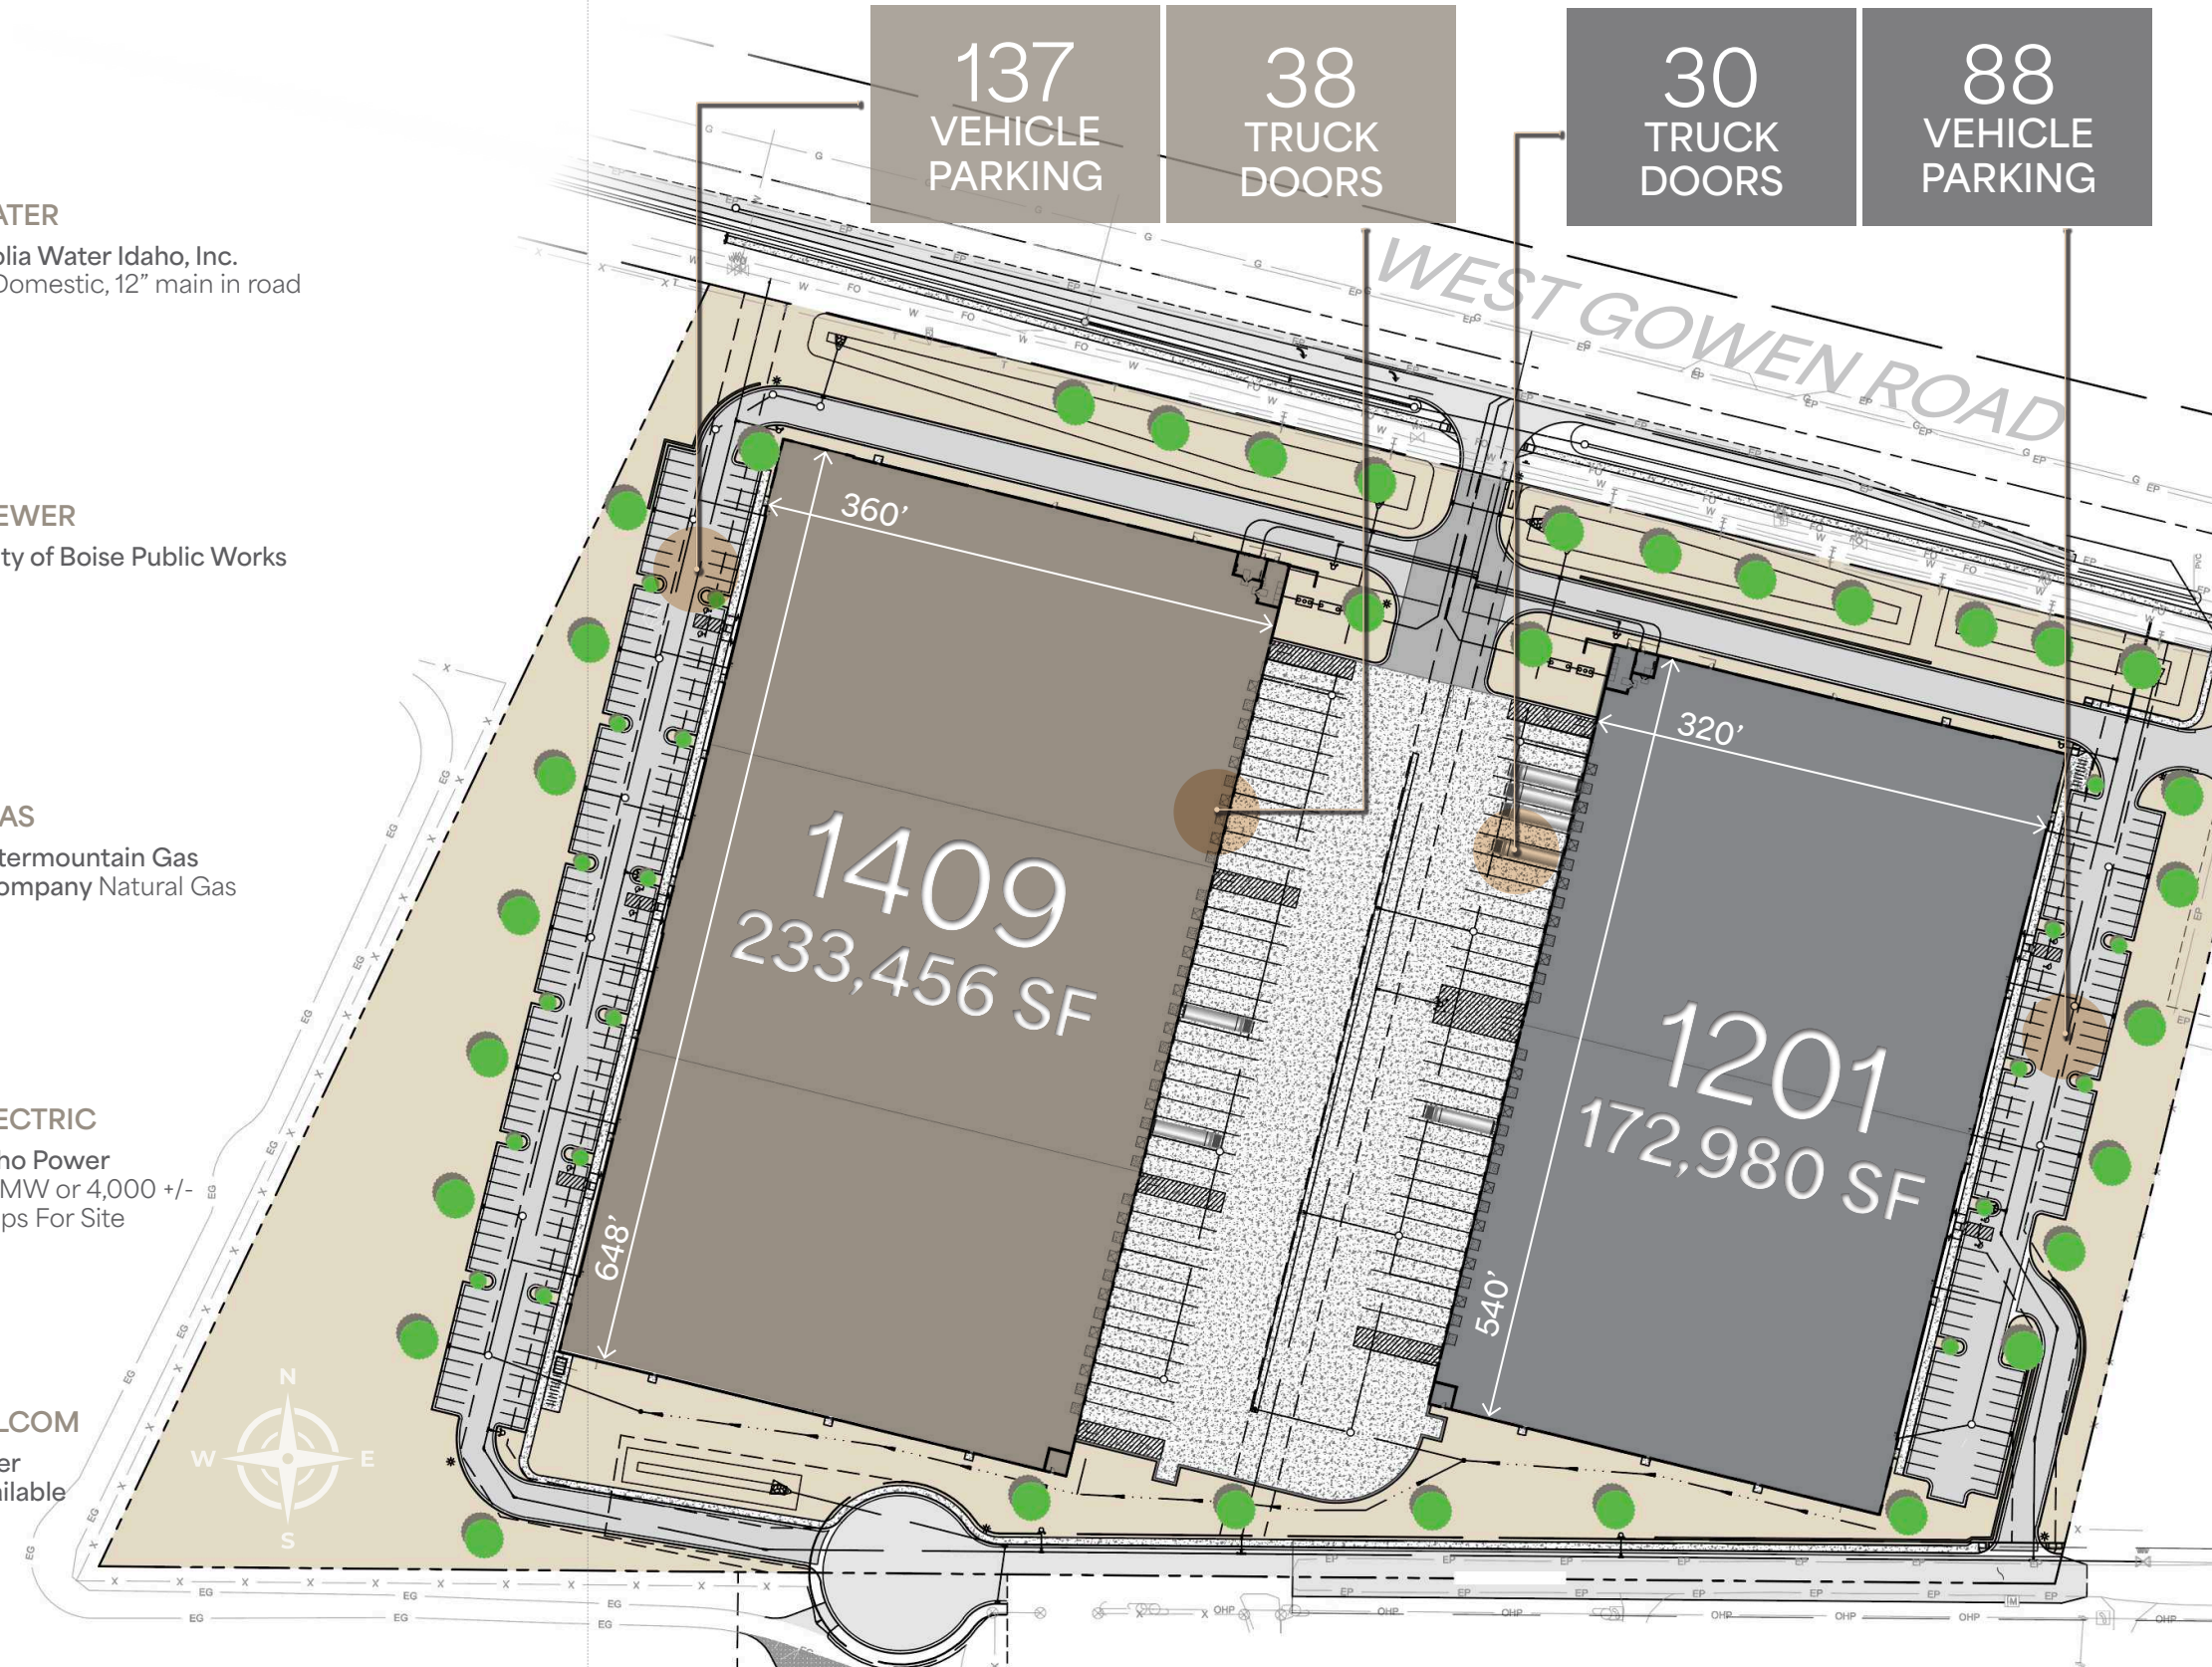 137
VEHICLE
PARKING
38
TRUCK
DOORS
30
TRUCK
DOORS
88
VEHICLE
PARKING
WEST GOWEN ROAD
ATER
olia Water Idaho, Inc.
Domestic, 12” main in road
EWER
ty of Boise Public Works
AS
termountain Gas
ompany Natural Gas
ECTRIC
ho Power
MW or 4,000 +/-
ps For Site
LCOM
er
ilable
360’
648’
1409
233,456 SF
320’
540’
1201
172,980 SF
N
W E
S